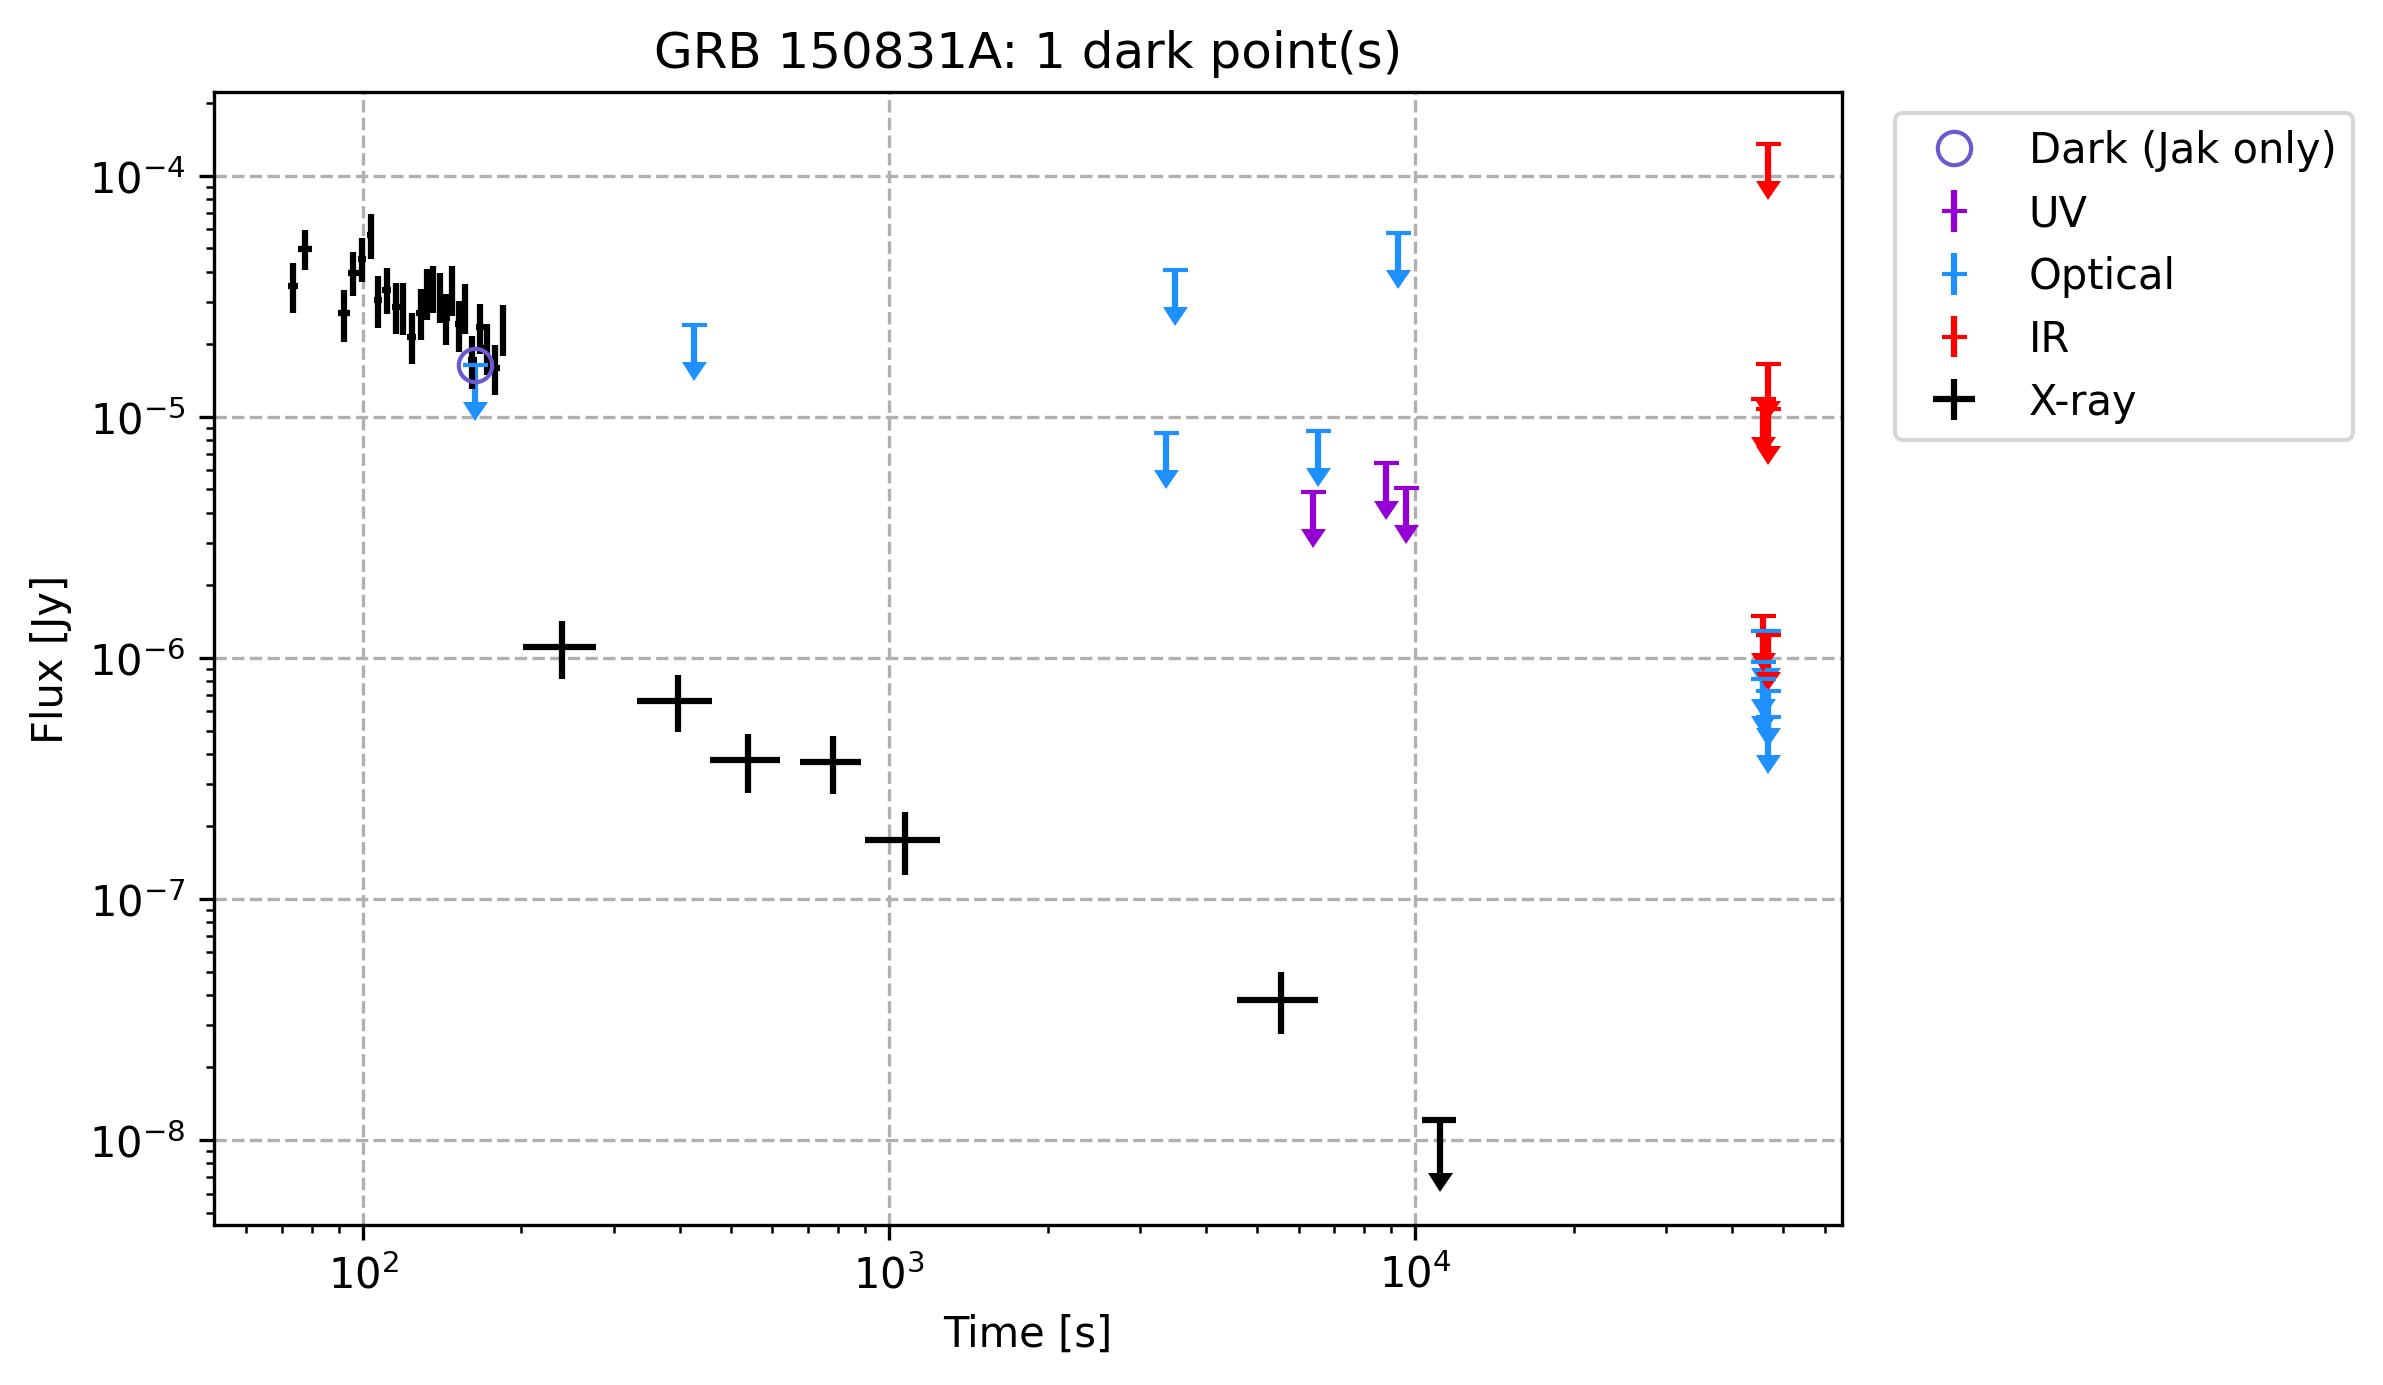 GRB 150831A: 1 dark point(s)
10⁻⁴
10⁻⁵
10⁻⁶
10⁻⁷
10⁻⁸
Flux [Jy]
10² 10³ 10⁴
Time [s]
Dark (Jak only)
UV
Optical
IR
X-ray